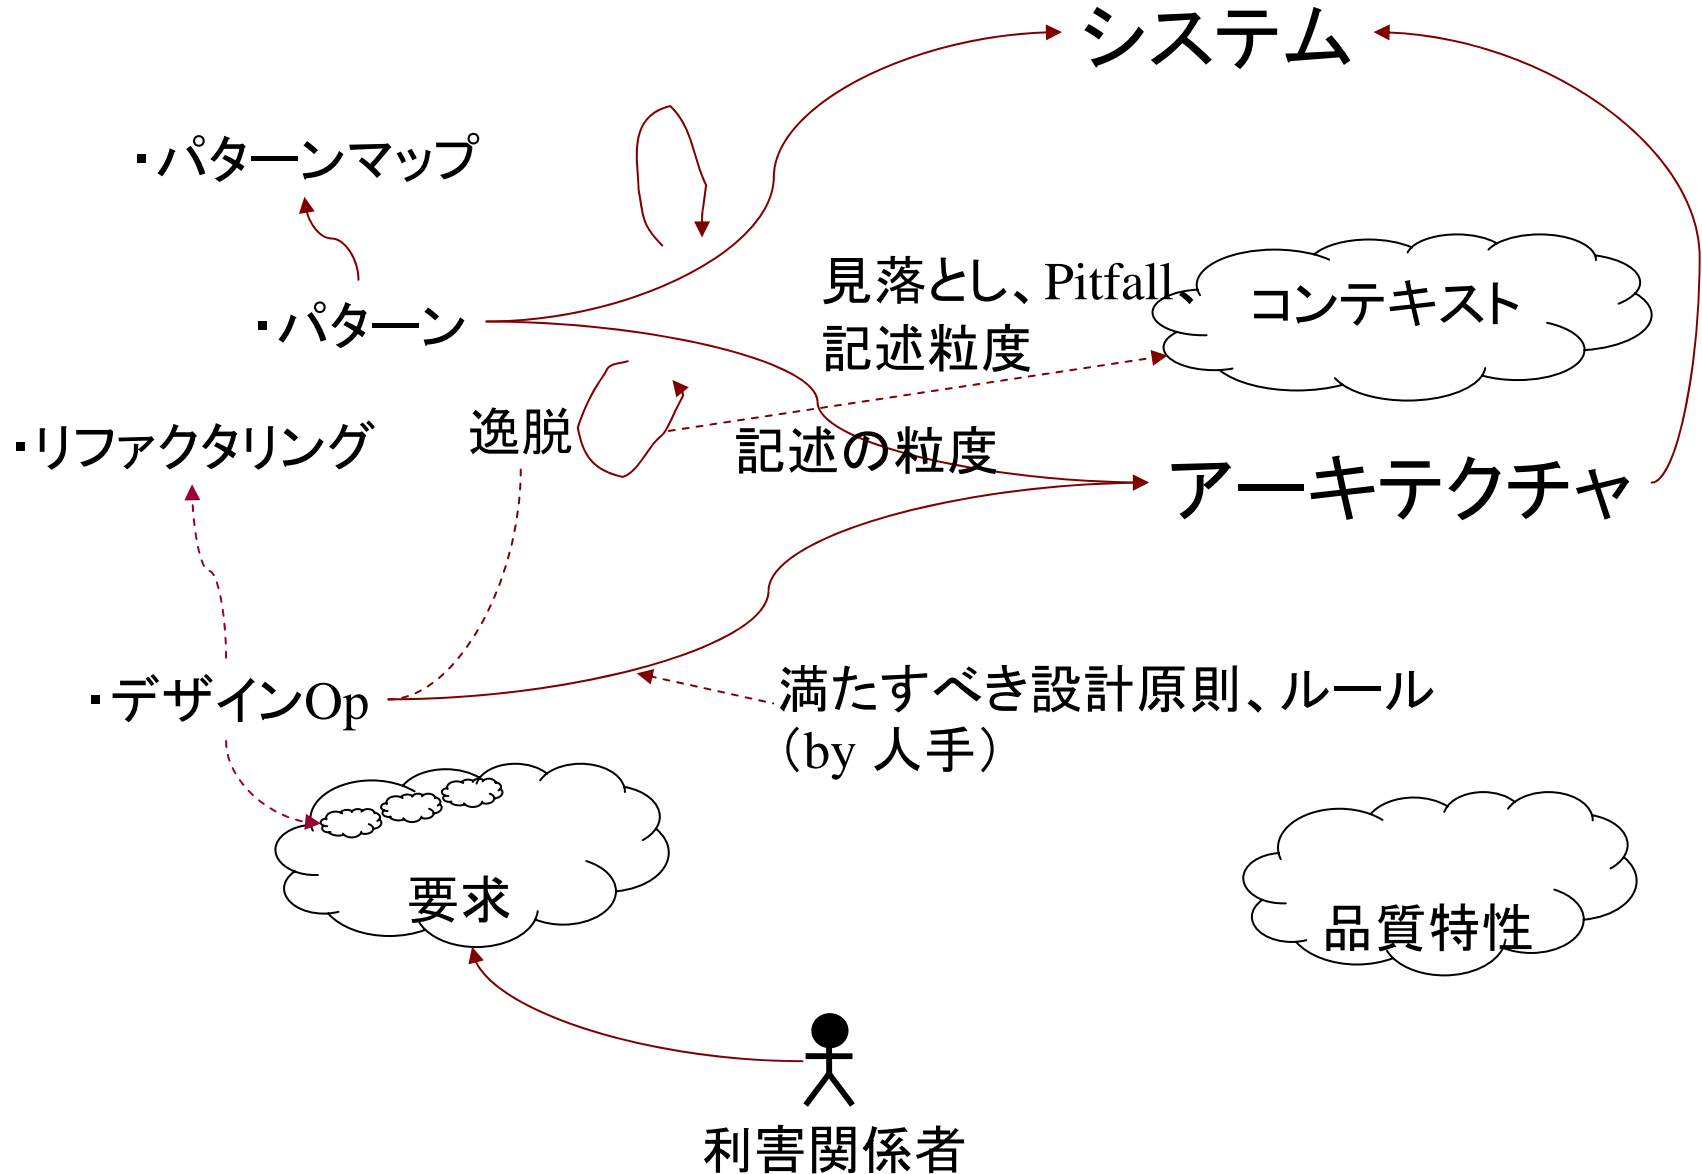 システム
・パターンマップ
見落とし、Pitfall、
記述粒度
コンテキスト
・パターン
・リファクタリング
逸脱
記述の粒度
アーキテクチャ
・デザインOp
満たすべき設計原則、ルール
（by 人手）
要求
品質特性
利害関係者